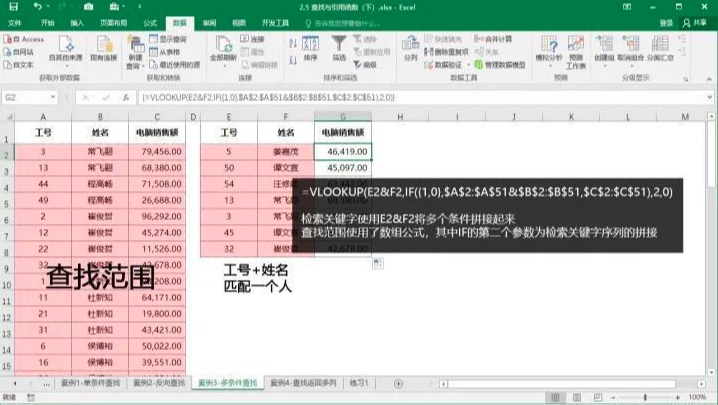 2.5 查找与引用函数（下）.xlsx - Excel
文件 开始 插入 页面布局 公式 数据 审阅 视图 开发工具 告诉我您想要做什么... 登录 共享
自 Access
自网站
自文本
自其他来源 现有连接
获取外部数据
新建查询
显示查询
从表格
最近使用的源
获取和转换
全部刷新
连接
属性
编辑链接
连接
排序 筛选
清除
重新应用
高级
排序和筛选
分列
快速填充
删除重复项
数据验证
合并计算
关系
管理数据模型
数据工具
模拟分析 预测工作表
预测
创建组 取消组合 分类汇总
分级显示
G2 {=VLOOKUP(E2&F2,IF({1,0},$A$2:$A$51&$B$2:$B$51,$C$2:$C$51),2,0)}
A B C D E F G H I J K L M
1 工号 姓名 电脑销售额 工号 姓名 电脑销售额
2 3 常飞翮 79,456.00 5 姜嘉茂 46,419.00
3 13 常飞翮 68,380.00 50 谭文宣 45,097.00
4 44 程高畅 71,508.00 54
5 49 程高畅 26,688.00 13
6 2 崔俊哲 96,292.00 3
7 12 崔俊哲 45,274.00 45
8 22 崔俊哲 11,526.00 32 崔俊哲 42,678.00
=VLOOKUP(E2&F2,IF({1,0},$A$2:$A$51&$B$2:$B$51,$C$2:$C$51),2,0)
检索关键字使用E2&F2将多个条件拼接起来
查找范围使用了数组公式，其中IF的第二个参数为检索关键字序列的拼接
9 32 42,678.00
10
查找范围
工号+姓名
匹配一个人
11 11 杜新知 64,171.00
12 21 杜新知 19,800.00
13 31 杜新知 43,421.00
14 6 侯博裕 50,022.00
15 16 侯博裕 39,551.00
... 案例1-单条件查找 案例2-反向查找 案例3-多条件查找 案例4-查找返回多列 练习1
就绪 100%